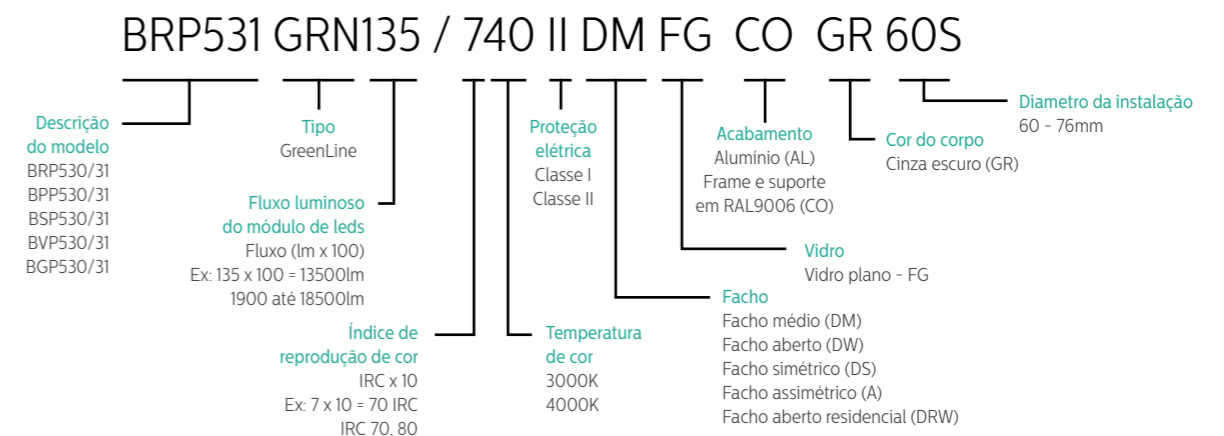 BRP531 GRN135 / 740 II DM FG CO GR 60S
Descrição
do modelo
BRP530/31
BPP530/31
BSP530/31
BVP530/31
BGP530/31
Tipo
GreenLine
Fluxo luminoso
do módulo de leds
Fluxo (lm x 100)
Ex: 135 x 100 = 13500lm
1900 até 18500lm
Índice de
reprodução de cor
IRC x 10
Ex: 7 x 10 = 70 IRC
IRC 70, 80
Temperatura
de cor
3000K
4000K
Proteção
elétrica
Classe I
Classe II
Facho
Facho médio (DM)
Facho aberto (DW)
Facho simétrico (DS)
Facho assimétrico (A)
Facho aberto residencial (DRW)
Vidro
Vidro plano - FG
Acabamento
Alumínio (AL)
Frame e suporte
em RAL9006 (CO)
Cor do corpo
Cinza escuro (GR)
Diametro da instalação
60 - 76mm